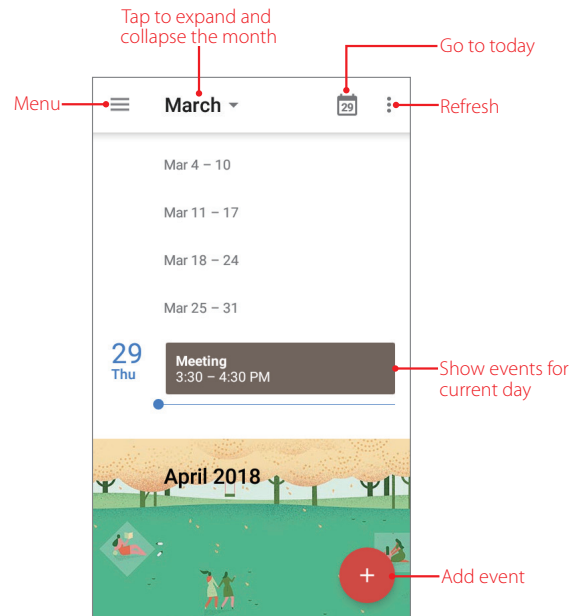 Tap to expand and
collapse the month
Go to today
Menu
March
29
Refresh
Mar 4 – 10
Mar 11 – 17
Mar 18 – 24
Mar 25 – 31
29
Thu
Meeting
3:30 – 4:30 PM
Show events for
current day
April 2018
+
Add event